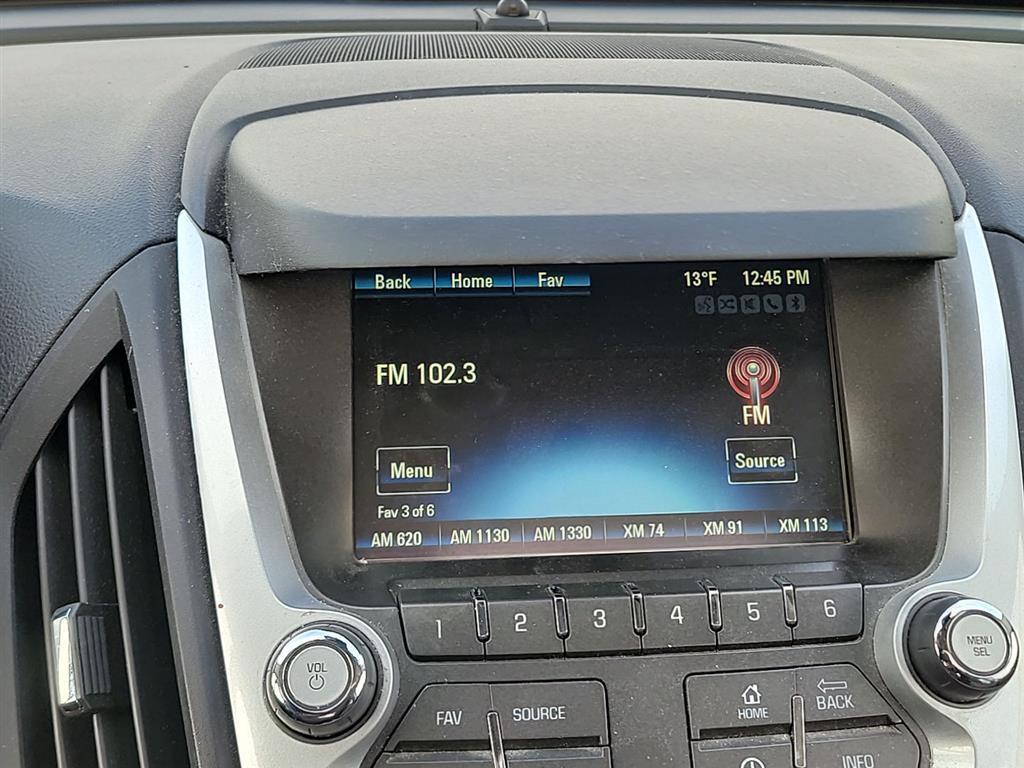 Back Home Fav 13°F 12:45 PM
FM 102.3
FM
Menu Source
Fav 3 of 6
AM 620 AM 1130 AM 1330 XM 74 XM 91 XM 113
1 2 3 4 5 6
VOL
MENU
SEL
FAV SOURCE HOME BACK
INFO